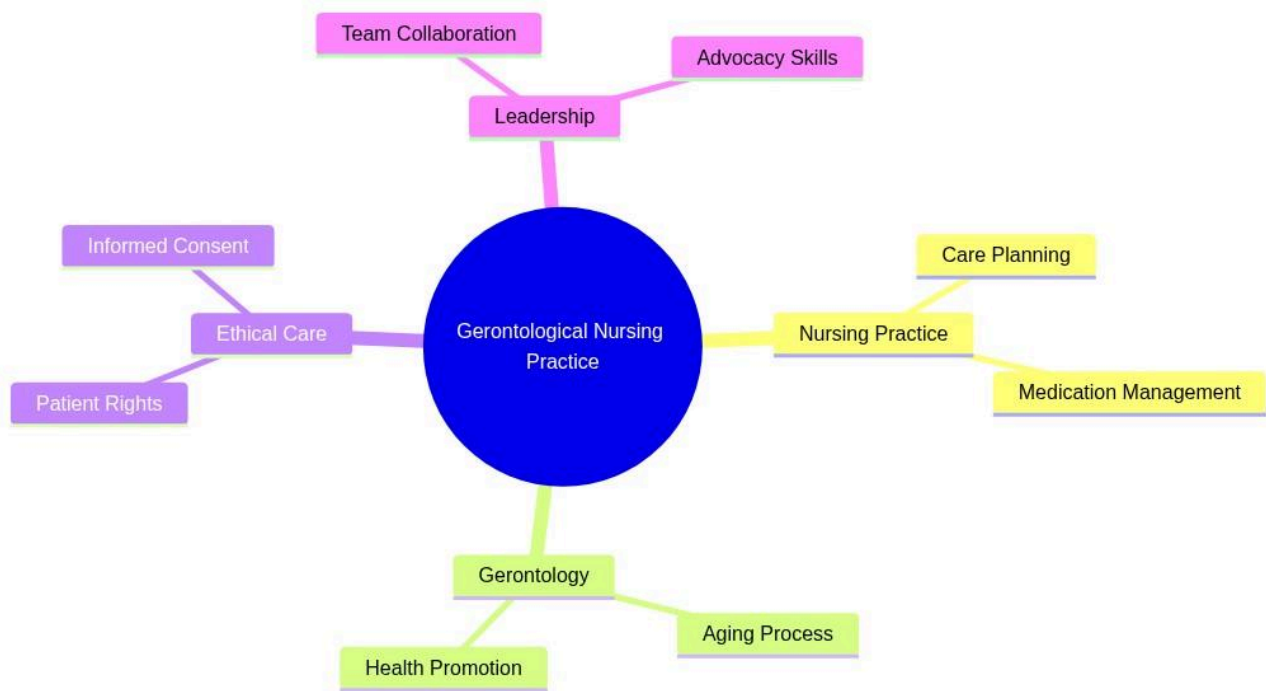 Team Collaboration
Advocacy Skills
Leadership
Informed Consent
Ethical Care
Patient Rights
Gerontological Nursing
Practice
Care Planning
Nursing Practice
Medication Management
Gerontology
Aging Process
Health Promotion